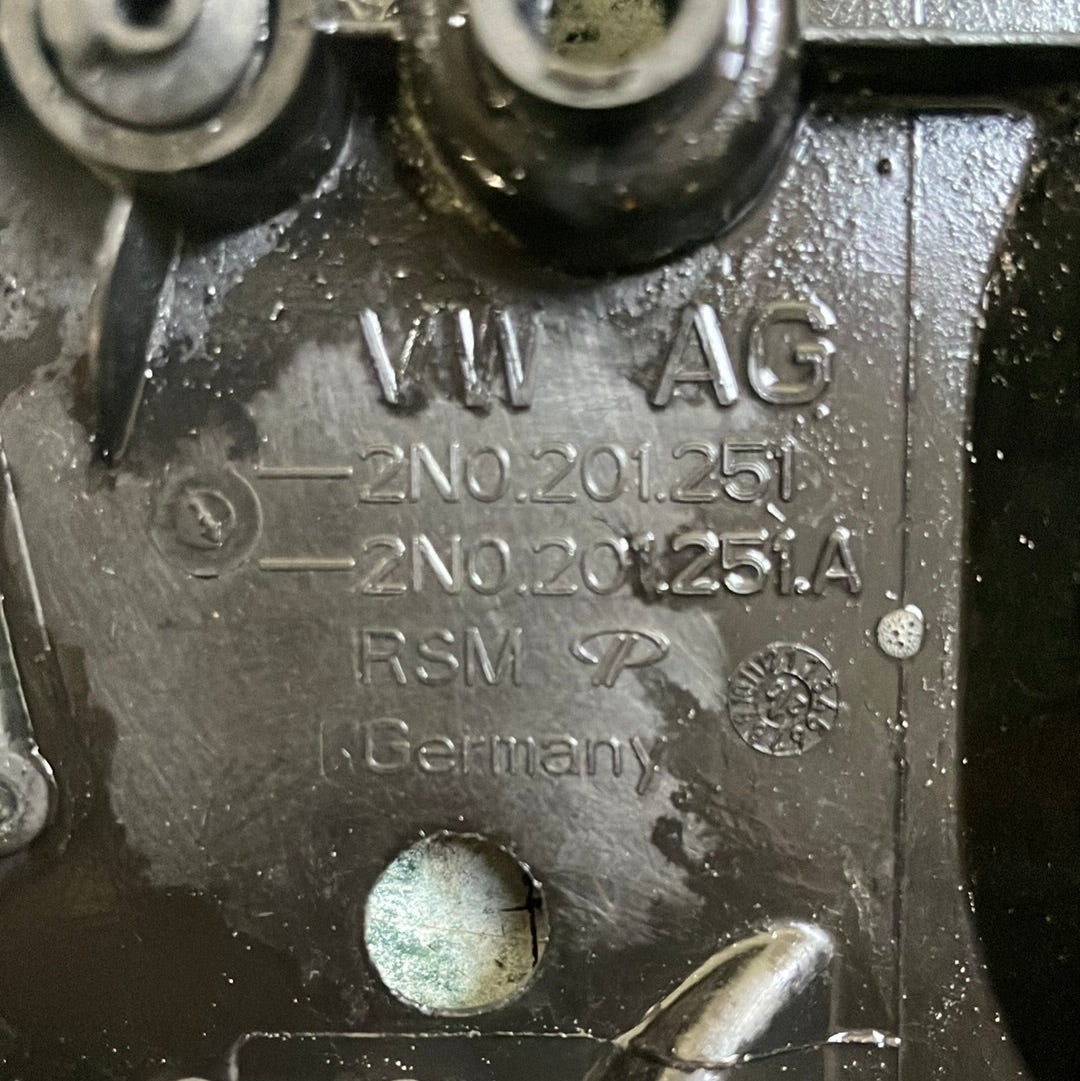 VW AG
2N0.201.251
2N0.201.251.A
RSM
Germany